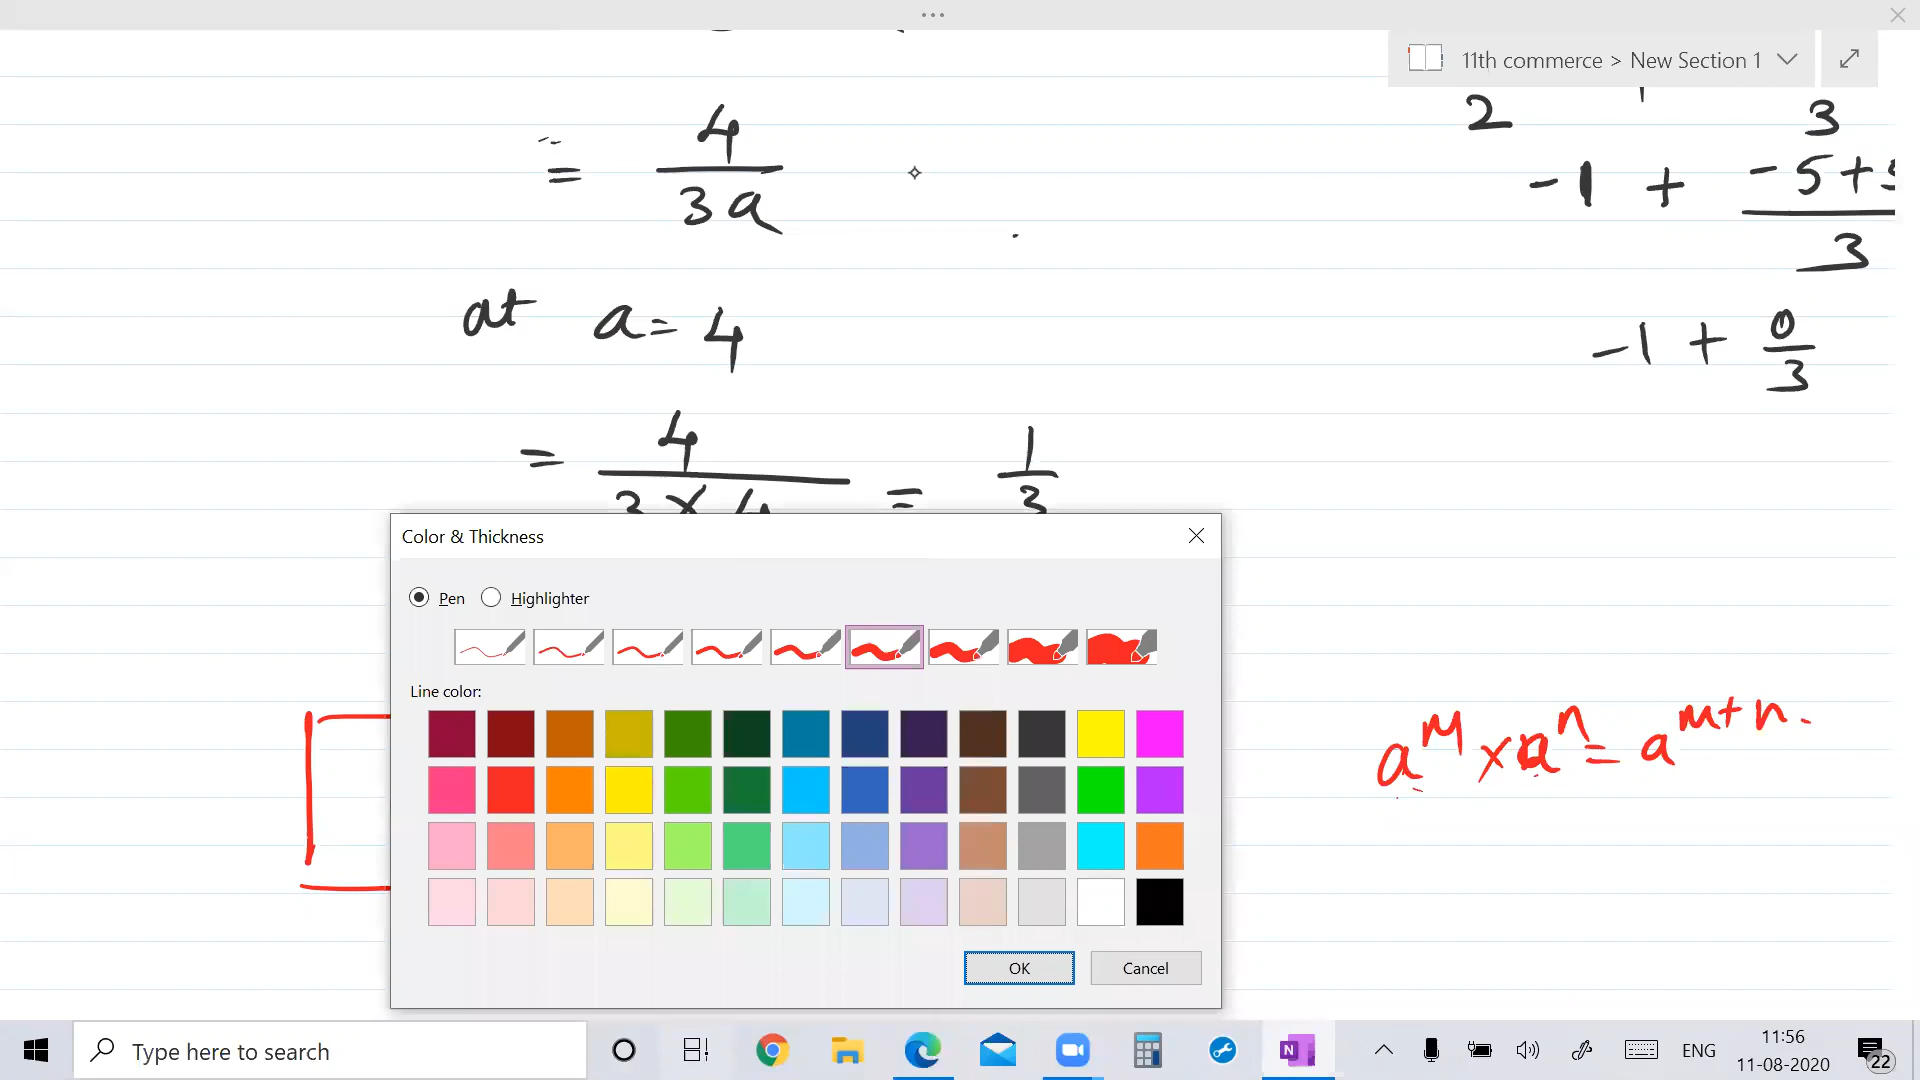 11th commerce > New Section 1
= 4/3a
2 3
-1 + -5+5/3
at a = 4
-1 + 0/3
= 4/3×4 = 1/3
Color & Thickness
Pen Highlighter
Line color:
a^m × a^n = a^m+n.
OK Cancel
Type here to search
ENG
11:56
11-08-2020
22